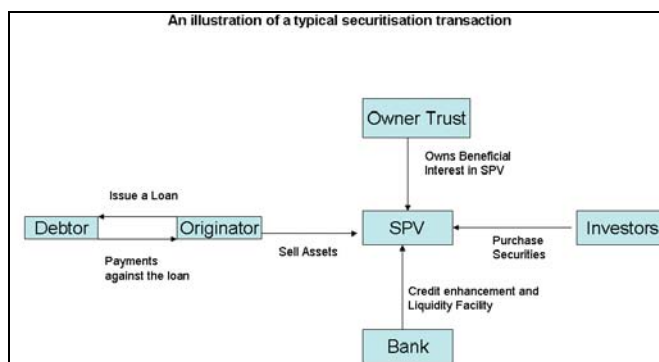 An illustration of a typical securitisation transaction
Owner Trust
Owns Beneficial
Interest in SPV
Issue a Loan
Debtor
Originator
SPV
Investors
Sell Assets
Purchase
Securities
Payments
against the loan
Credit enhancement and
Liquidity Facility
Bank